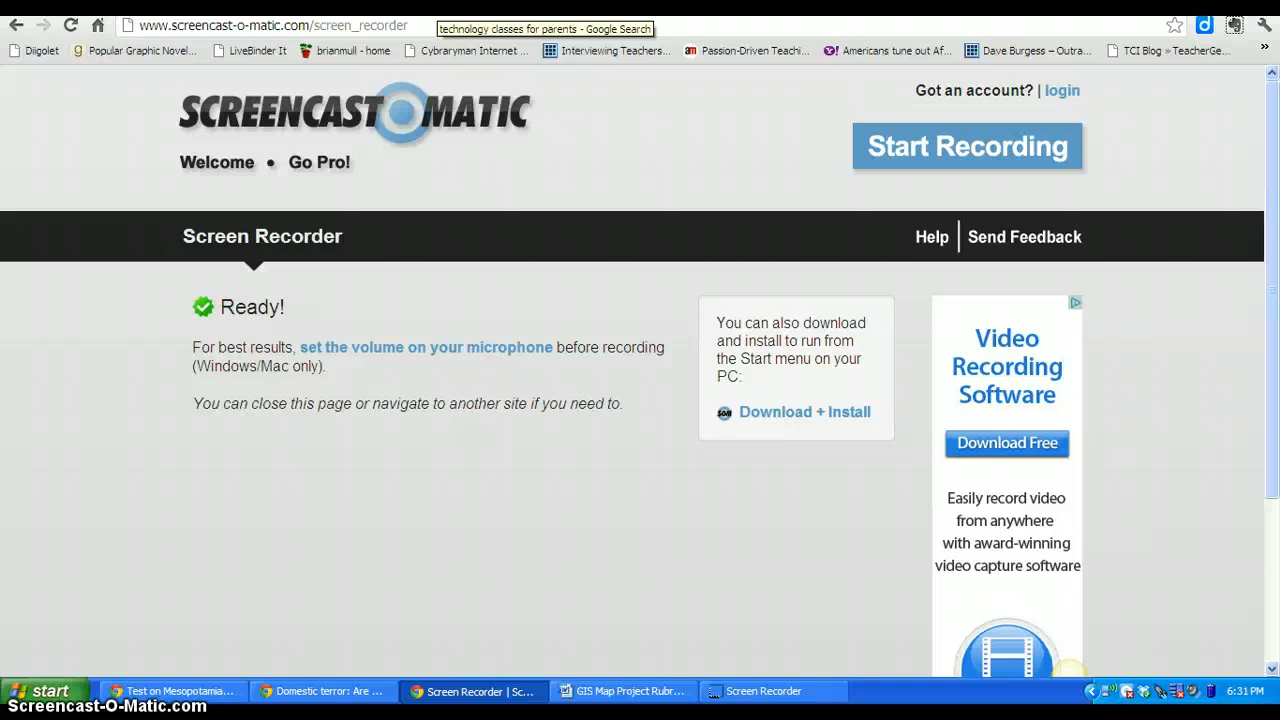 www.screencast-o-matic.com/screen_recorder
technology classes for parents - Google Search
Diigolet
Popular Graphic Novel...
LiveBinder It
brianmull - home
Cybraryman Internet ...
Interviewing Teachers...
Passion-Driven Teachi...
Americans tune out Af...
Dave Burgess – Outra...
TCI Blog » TeacherGe...
»
SCREENCAST O MATIC
Got an account? | login
Start Recording
Welcome • Go Pro!
Screen Recorder
Help
Send Feedback
Ready!
For best results, set the volume on your microphone before recording
(Windows/Mac only).
You can close this page or navigate to another site if you need to.
You can also download
and install to run from
the Start menu on your
PC:
SOM Download + Install
Video
Recording
Software
Download Free
Easily record video
from anywhere
with award-winning
video capture software
start
Test on Mesopotamia...
Domestic terror: Are ...
Screen Recorder | Sc...
GIS Map Project Rubr...
Screen Recorder
6:31 PM
Screencast-O-Matic.com